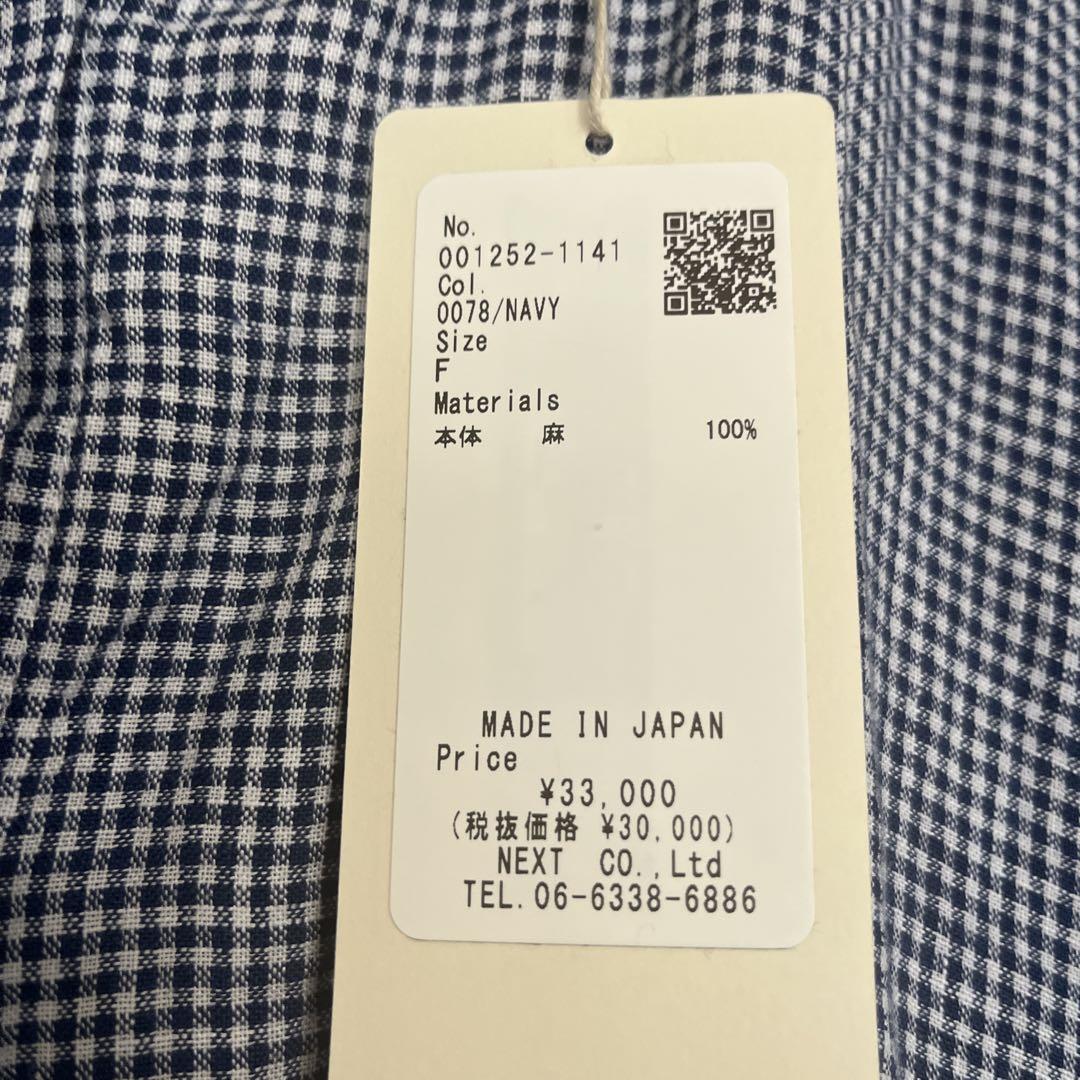 No.
001252-1141
Col.
0078/NAVY
Size
F
Materials
本体 麻 100%
MADE IN JAPAN
Price
¥33,000
(税抜価格 ¥30,000)
NEXT CO.,Ltd
TEL.06-6338-6886